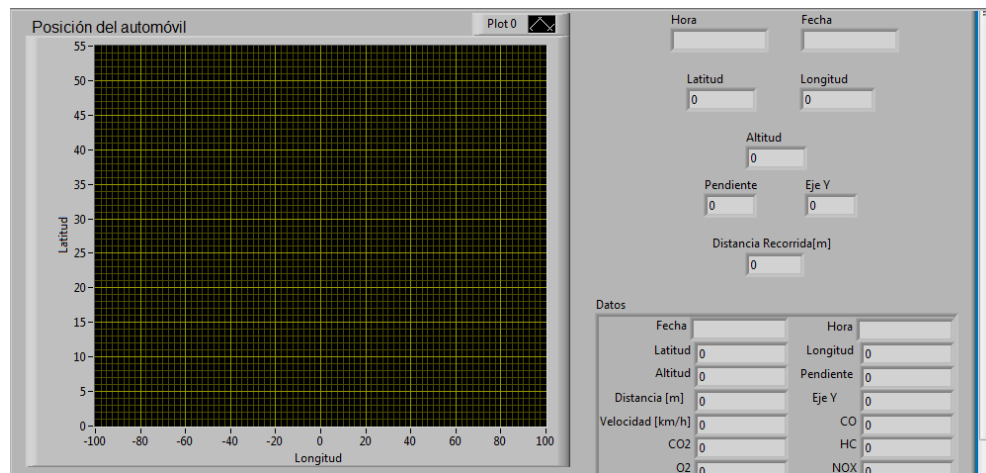 Posición del automóvil
Plot 0
55
50
45
40
35
30
25
20
15
10
5
0
Latitud
-100 -80 -60 -40 -20 0 20 40 60 80 100
Longitud
Hora Fecha
Latitud Longitud
0 0
Altitud
0
Pendiente Eje Y
0 0
Distancia Recorrida[m]
0
Datos
Fecha Hora
Latitud 0 Longitud 0
Altitud 0 Pendiente 0
Distancia [m] 0 Eje Y 0
Velocidad [km/h] 0 CO 0
CO2 0 HC 0
O2 0 NOX 0